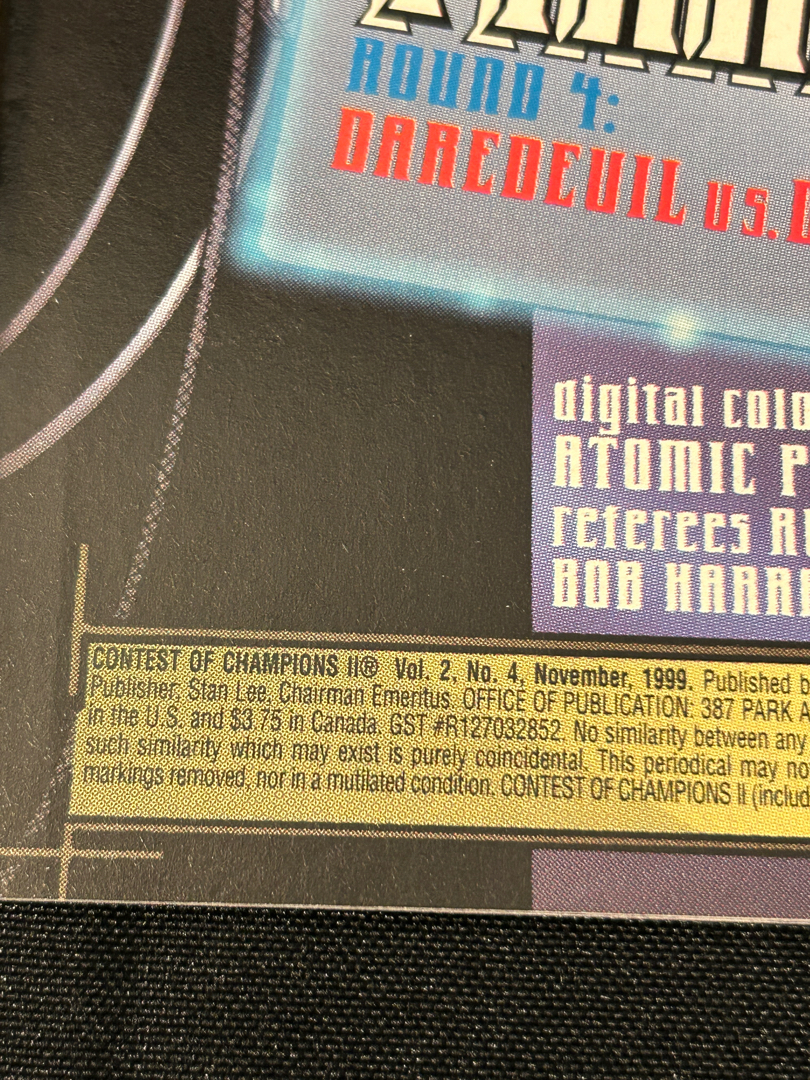 ROUND 4:
DAREDEVIL vs.
digital colo
ATOMIC P
referees
BOB HARR
CONTEST OF CHAMPIONS II® Vol. 2, No. 4, November, 1999. Published b
Publisher. Stan Lee, Chairman Emeritus. OFFICE OF PUBLICATION: 387 PARK A
in the U.S. and $3.75 in Canada. GST #R127032852. No similarity between any
such similarity which may exist is purely coincidental. This periodical may no
markings removed, nor in a mutilated condition. CONTEST OF CHAMPIONS II (includ